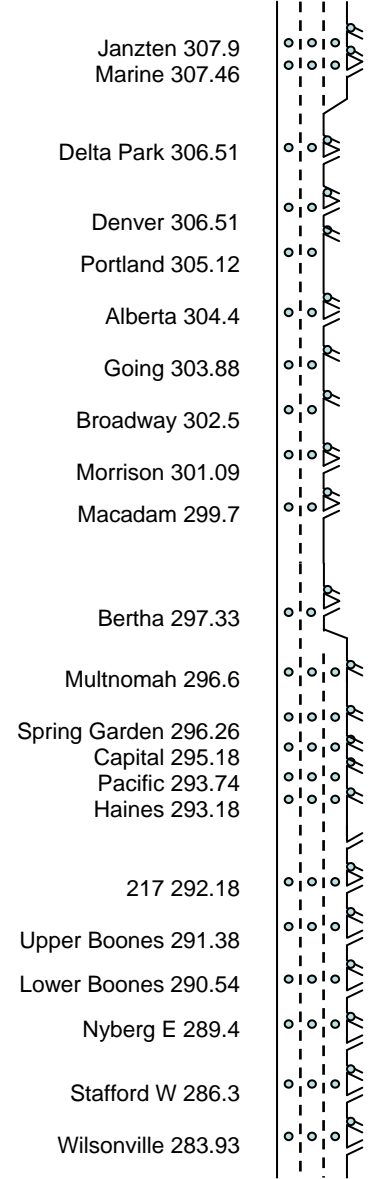 Janzten 307.9
Marine 307.46
Delta Park 306.51
Denver 306.51
Portland 305.12
Alberta 304.4
Going 303.88
Broadway 302.5
Morrison 301.09
Macadam 299.7
Bertha 297.33
Multnomah 296.6
Spring Garden 296.26
Capital 295.18
Pacific 293.74
Haines 293.18
217 292.18
Upper Boones 291.38
Lower Boones 290.54
Nyberg E 289.4
Stafford W 286.3
Wilsonville 283.93